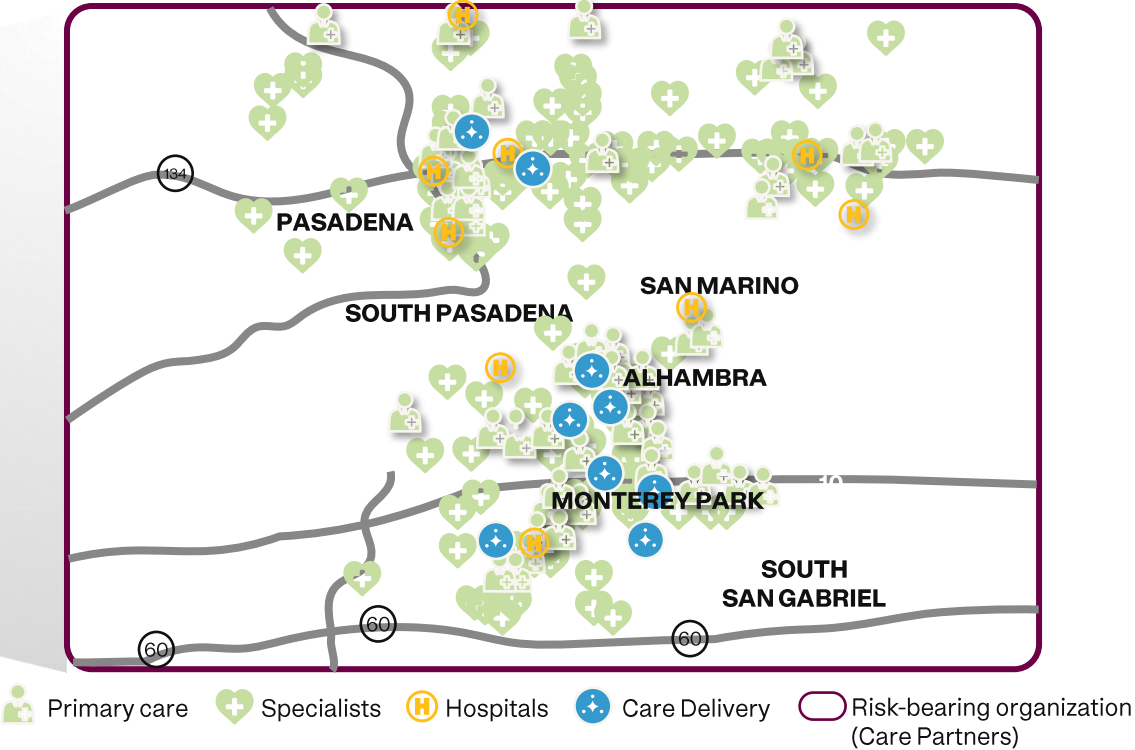 H
H
H
H
134
PASADENA
H
H
SAN MARINO
H
SOUTH PASADENA
H
ALHAMBRA
10
MONTEREY PARK
H
SOUTH
SAN GABRIEL
60
60
60
Primary care
Specialists
H Hospitals
Care Delivery
Risk-bearing organization
(Care Partners)